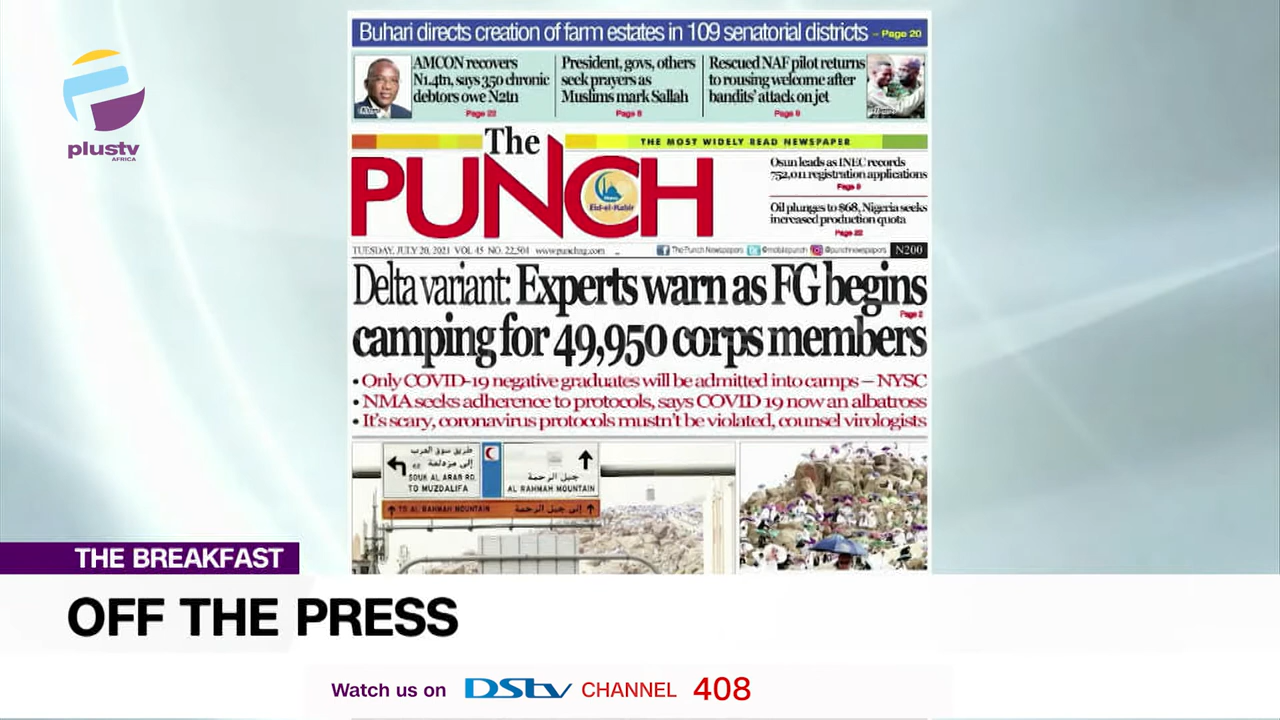 plustv
AFRICA
Buhari directs creation of farm estates in 109 senatorial districts – Page 20
AMCON recovers
N1.4tn, says 350 chronic
debtors owe N2tn
Page 22
President, govs, others
seek prayers as
Muslims mark Sallah
Page 8
Rescued NAF pilot returns
to rousing welcome after
bandits' attack on jet
Page 9
The
PUNCH
Eid-el-Kabir
THE MOST WIDELY READ NEWSPAPER
Osun leads as INEC records
752,011 registration applications
Page 9
Oil plunges to $68, Nigeria seeks
increased production quota
Page 22
TUESDAY, JULY 20, 2021 VOL 45 NO. 22,501 www.punchng.com
The Punch Newspapers @mobilepunch @punchnewspapers N200
Delta variant: Experts warn as FG begins
camping for 49,950 corps members
Page 2
• Only COVID-19 negative graduates will be admitted into camps – NYSC
• NMA seeks adherence to protocols, says COVID 19 now an albatross
• It's scary, coronavirus protocols mustn't be violated, counsel virologists
طريق سوق العرب
إلى مزدلفة
SOUK AL ARAB RD.
TO MUZDALIFA
جبل الرحمة
AL RAHMAH MOUNTAIN
TO AL RAHMAH MOUNTAIN إلى جبل الرحمة
THE BREAKFAST
OFF THE PRESS
Watch us on DStv CHANNEL 408